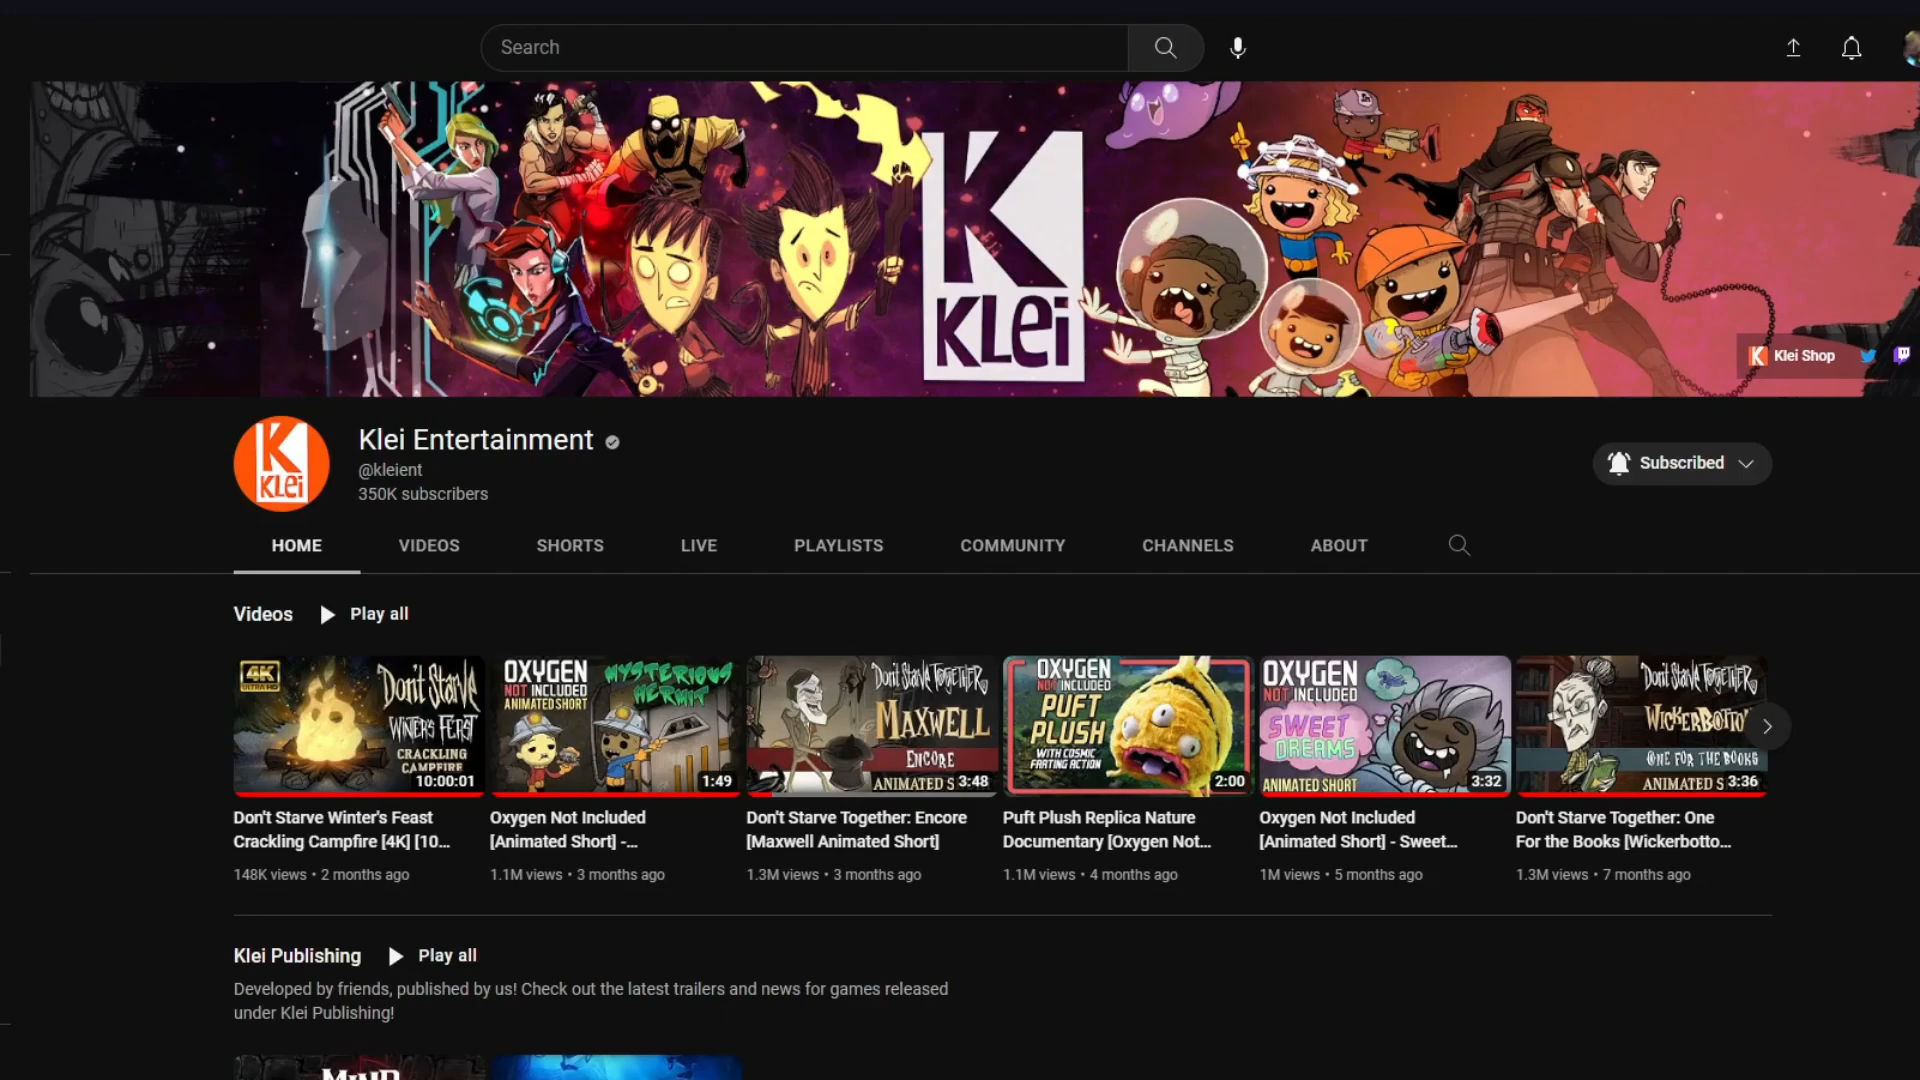 Search
K
KLei
K Klei Shop
K
KLei
Klei Entertainment
@kleient
350K subscribers
Subscribed
HOME
VIDEOS
SHORTS
LIVE
PLAYLISTS
COMMUNITY
CHANNELS
ABOUT
Videos
Play all
4K
ULTRA HD
Don't Starve
WINTER'S FEAST
CRACKLING
CAMPFIRE
10:00:01
OXYGEN
NOT INCLUDED
ANIMATED SHORT
MYSTERIOUS
HERMIT
1:49
Don't Starve Together
MAXWELL
ENCORE
ANIMATED S
3:48
OXYGEN
NOT INCLUDED
PUFT
PLUSH
WITH COSMIC
FARTING ACTION
2:00
OXYGEN
NOT INCLUDED
SWEET
DREAMS
ANIMATED SHORT
3:32
Don't Starve Together
WICKERBOTTO
ONE FOR THE BOOKS
ANIMATED S
3:36
Don't Starve Winter's Feast
Crackling Campfire [4K] [10...
148K views • 2 months ago
Oxygen Not Included
[Animated Short] -...
1.1M views • 3 months ago
Don't Starve Together: Encore
[Maxwell Animated Short]
1.3M views • 3 months ago
Puft Plush Replica Nature
Documentary [Oxygen Not...
1.1M views • 4 months ago
Oxygen Not Included
[Animated Short] - Sweet...
1M views • 5 months ago
Don't Starve Together: One
For the Books [Wickerbotto...
1.3M views • 7 months ago
Klei Publishing
Play all
Developed by friends, published by us! Check out the latest trailers and news for games released
under Klei Publishing!
MIND